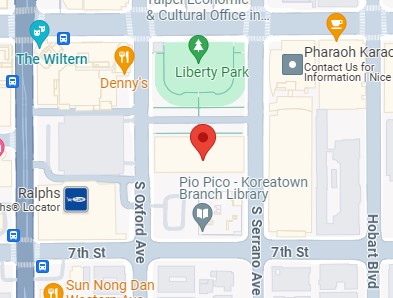 Taipei Economic
& Cultural Office in...
The Wiltern
Denny's
Liberty Park
Pharaoh Karao
Contact Us for
Information | Nice
Ralphs
hs® Locator
Pio Pico - Koreatown
Branch Library
S Oxford Ave
S Serrano Ave
Hobart Blvd
7th St
7th St
Sun Nong Dan
Western Ave